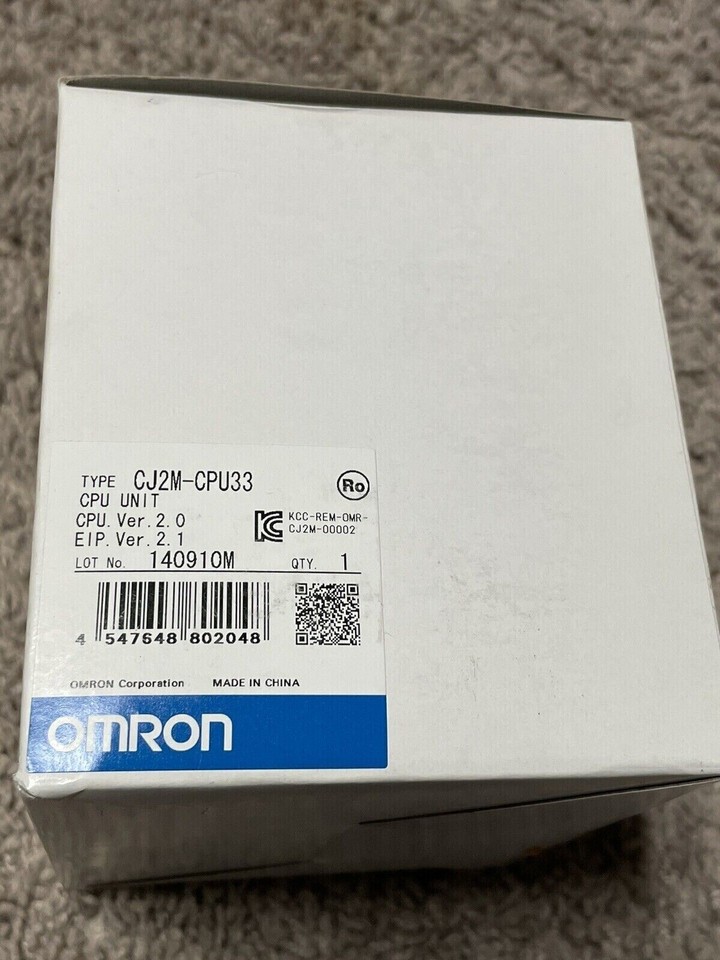 TYPE CJ2M-CPU33
Ro
CPU UNIT
CPU.Ver.2.0
EIP.Ver.2.1
KCC-REM-OMR-
CJ2M-00002
LOT No. 140910M QTY. 1
4 547648 802048
OMRON Corporation MADE IN CHINA
OMRON